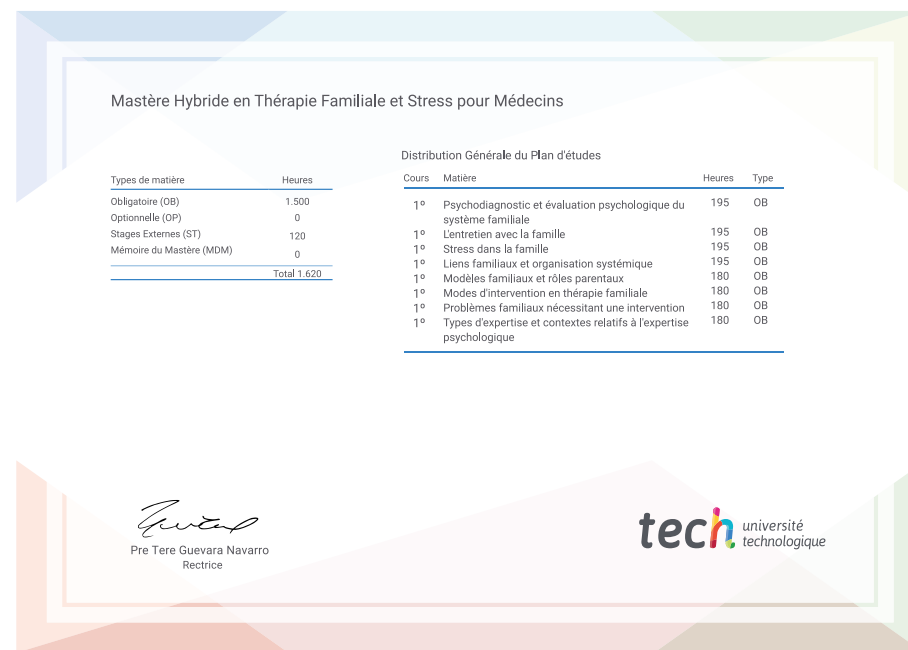 Mastère Hybride en Thérapie Familiale et Stress pour Médecins
Types de matière Heures
Obligatoire (OB) 1.500
Optionnelle (OP) 0
Stages Externes (ST) 120
Mémoire du Mastère (MDM) 0
Total 1.620
Distribution Générale du Plan d'études
Cours Matière Heures Type
1º Psychodiagnostic et évaluation psychologique du 195 OB
système familiale
1º L'entretien avec la famille 195 OB
1º Stress dans la famille 195 OB
1º Liens familiaux et organisation systémique 195 OB
1º Modèles familiaux et rôles parentaux 180 OB
1º Modes d'intervention en thérapie familiale 180 OB
1º Problèmes familiaux nécessitant une intervention 180 OB
1º Types d'expertise et contextes relatifs à l'expertise 180 OB
psychologique
Pre Tere Guevara Navarro
Rectrice
tech université
technologique